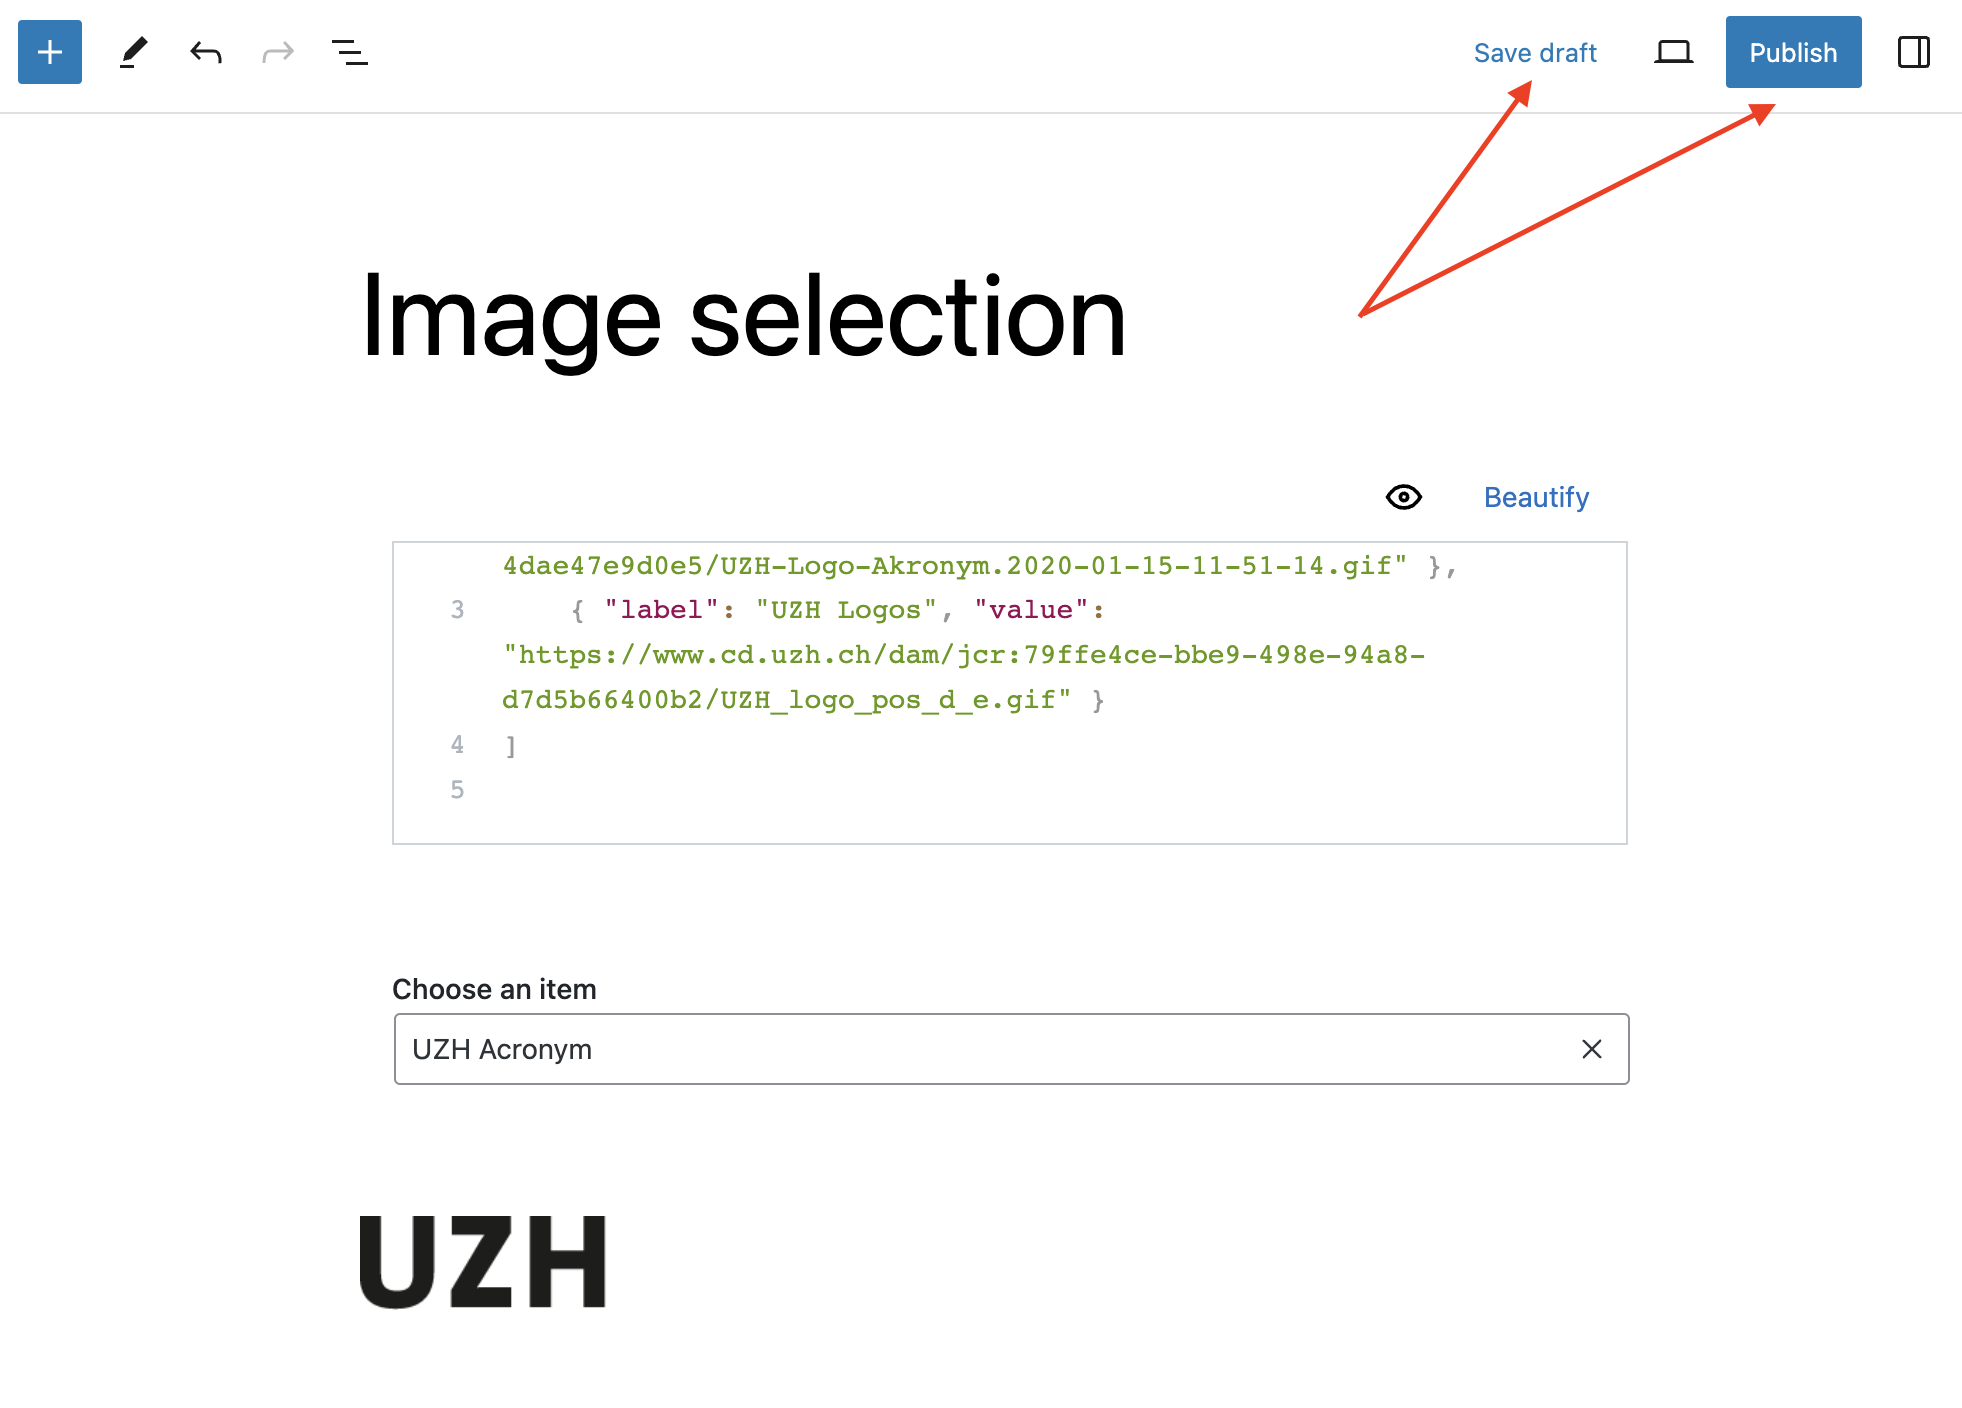 Save draft
Publish
Image selection
Beautify
4dae47e9d0e5/UZH-Logo-Akronym.2020-01-15-11-51-14.gif" },
3 { "label": "UZH Logos", "value":
"https://www.cd.uzh.ch/dam/jcr:79ffe4ce-bbe9-498e-94a8-
d7d5b66400b2/UZH_logo_pos_d_e.gif" }
4 ]
5
Choose an item
UZH Acronym
UZH